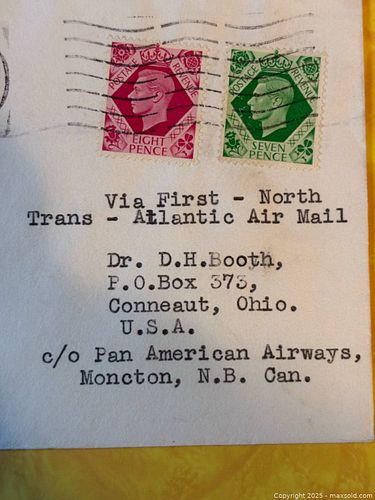 POSTAGE REVENUE
EIGHT
PENCE
POSTAGE REVENUE
SEVEN
PENCE
Via First - North
Trans - Atlantic Air Mail
Dr. D.H.Booth,
P.O.Box 373,
Conneaut, Ohio.
U.S.A.
c/o Pan American Airways,
Moncton, N.B. Can.
Copyright 2025 - maxsold.com